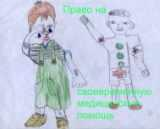 Право на
своевременную
медицинскую
помощь